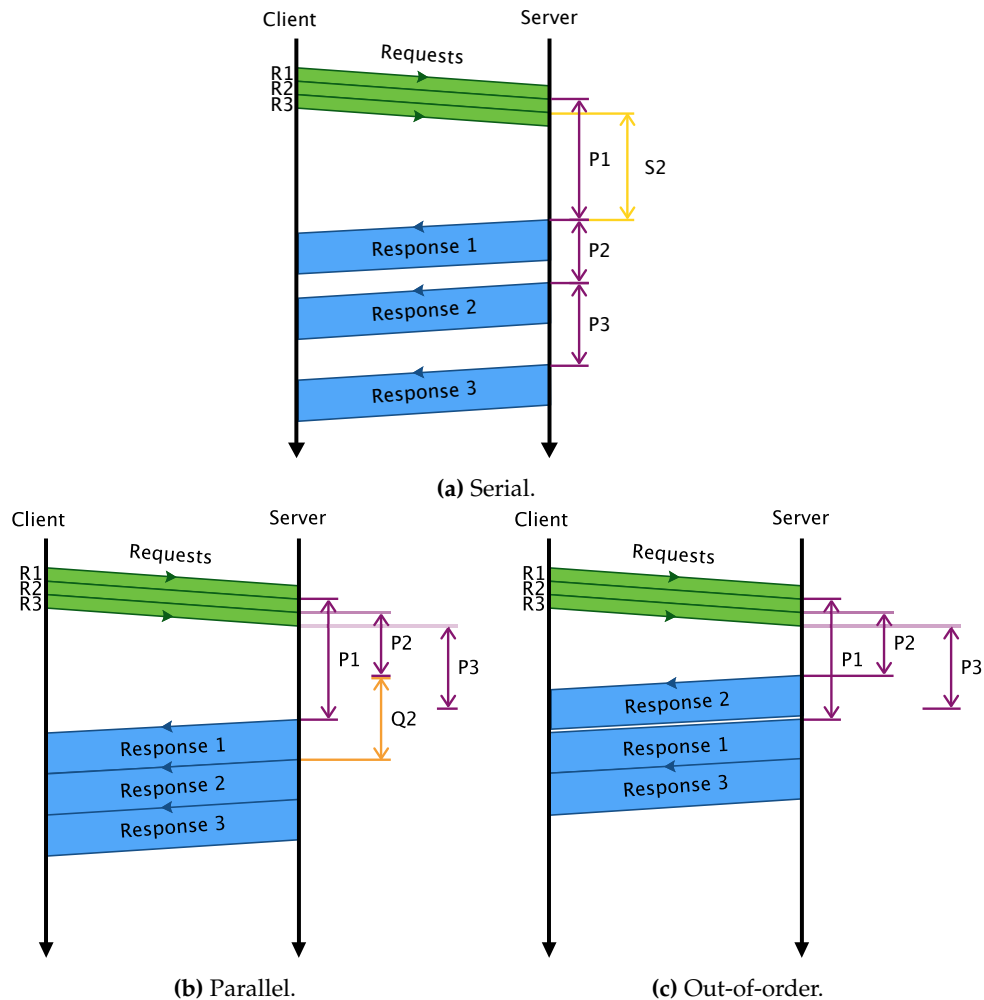 Client
Server
Requests
R1
R2
R3
P1
S2
Response 1
P2
Response 2
P3
Response 3
(a) Serial.
Client
Server
Requests
R1
R2
R3
P2
P1
P3
Q2
Response 1
Response 2
Response 3
(b) Parallel.
Client
Server
Requests
R1
R2
R3
P2
P1
P3
Response 2
Response 1
Response 3
(c) Out-of-order.